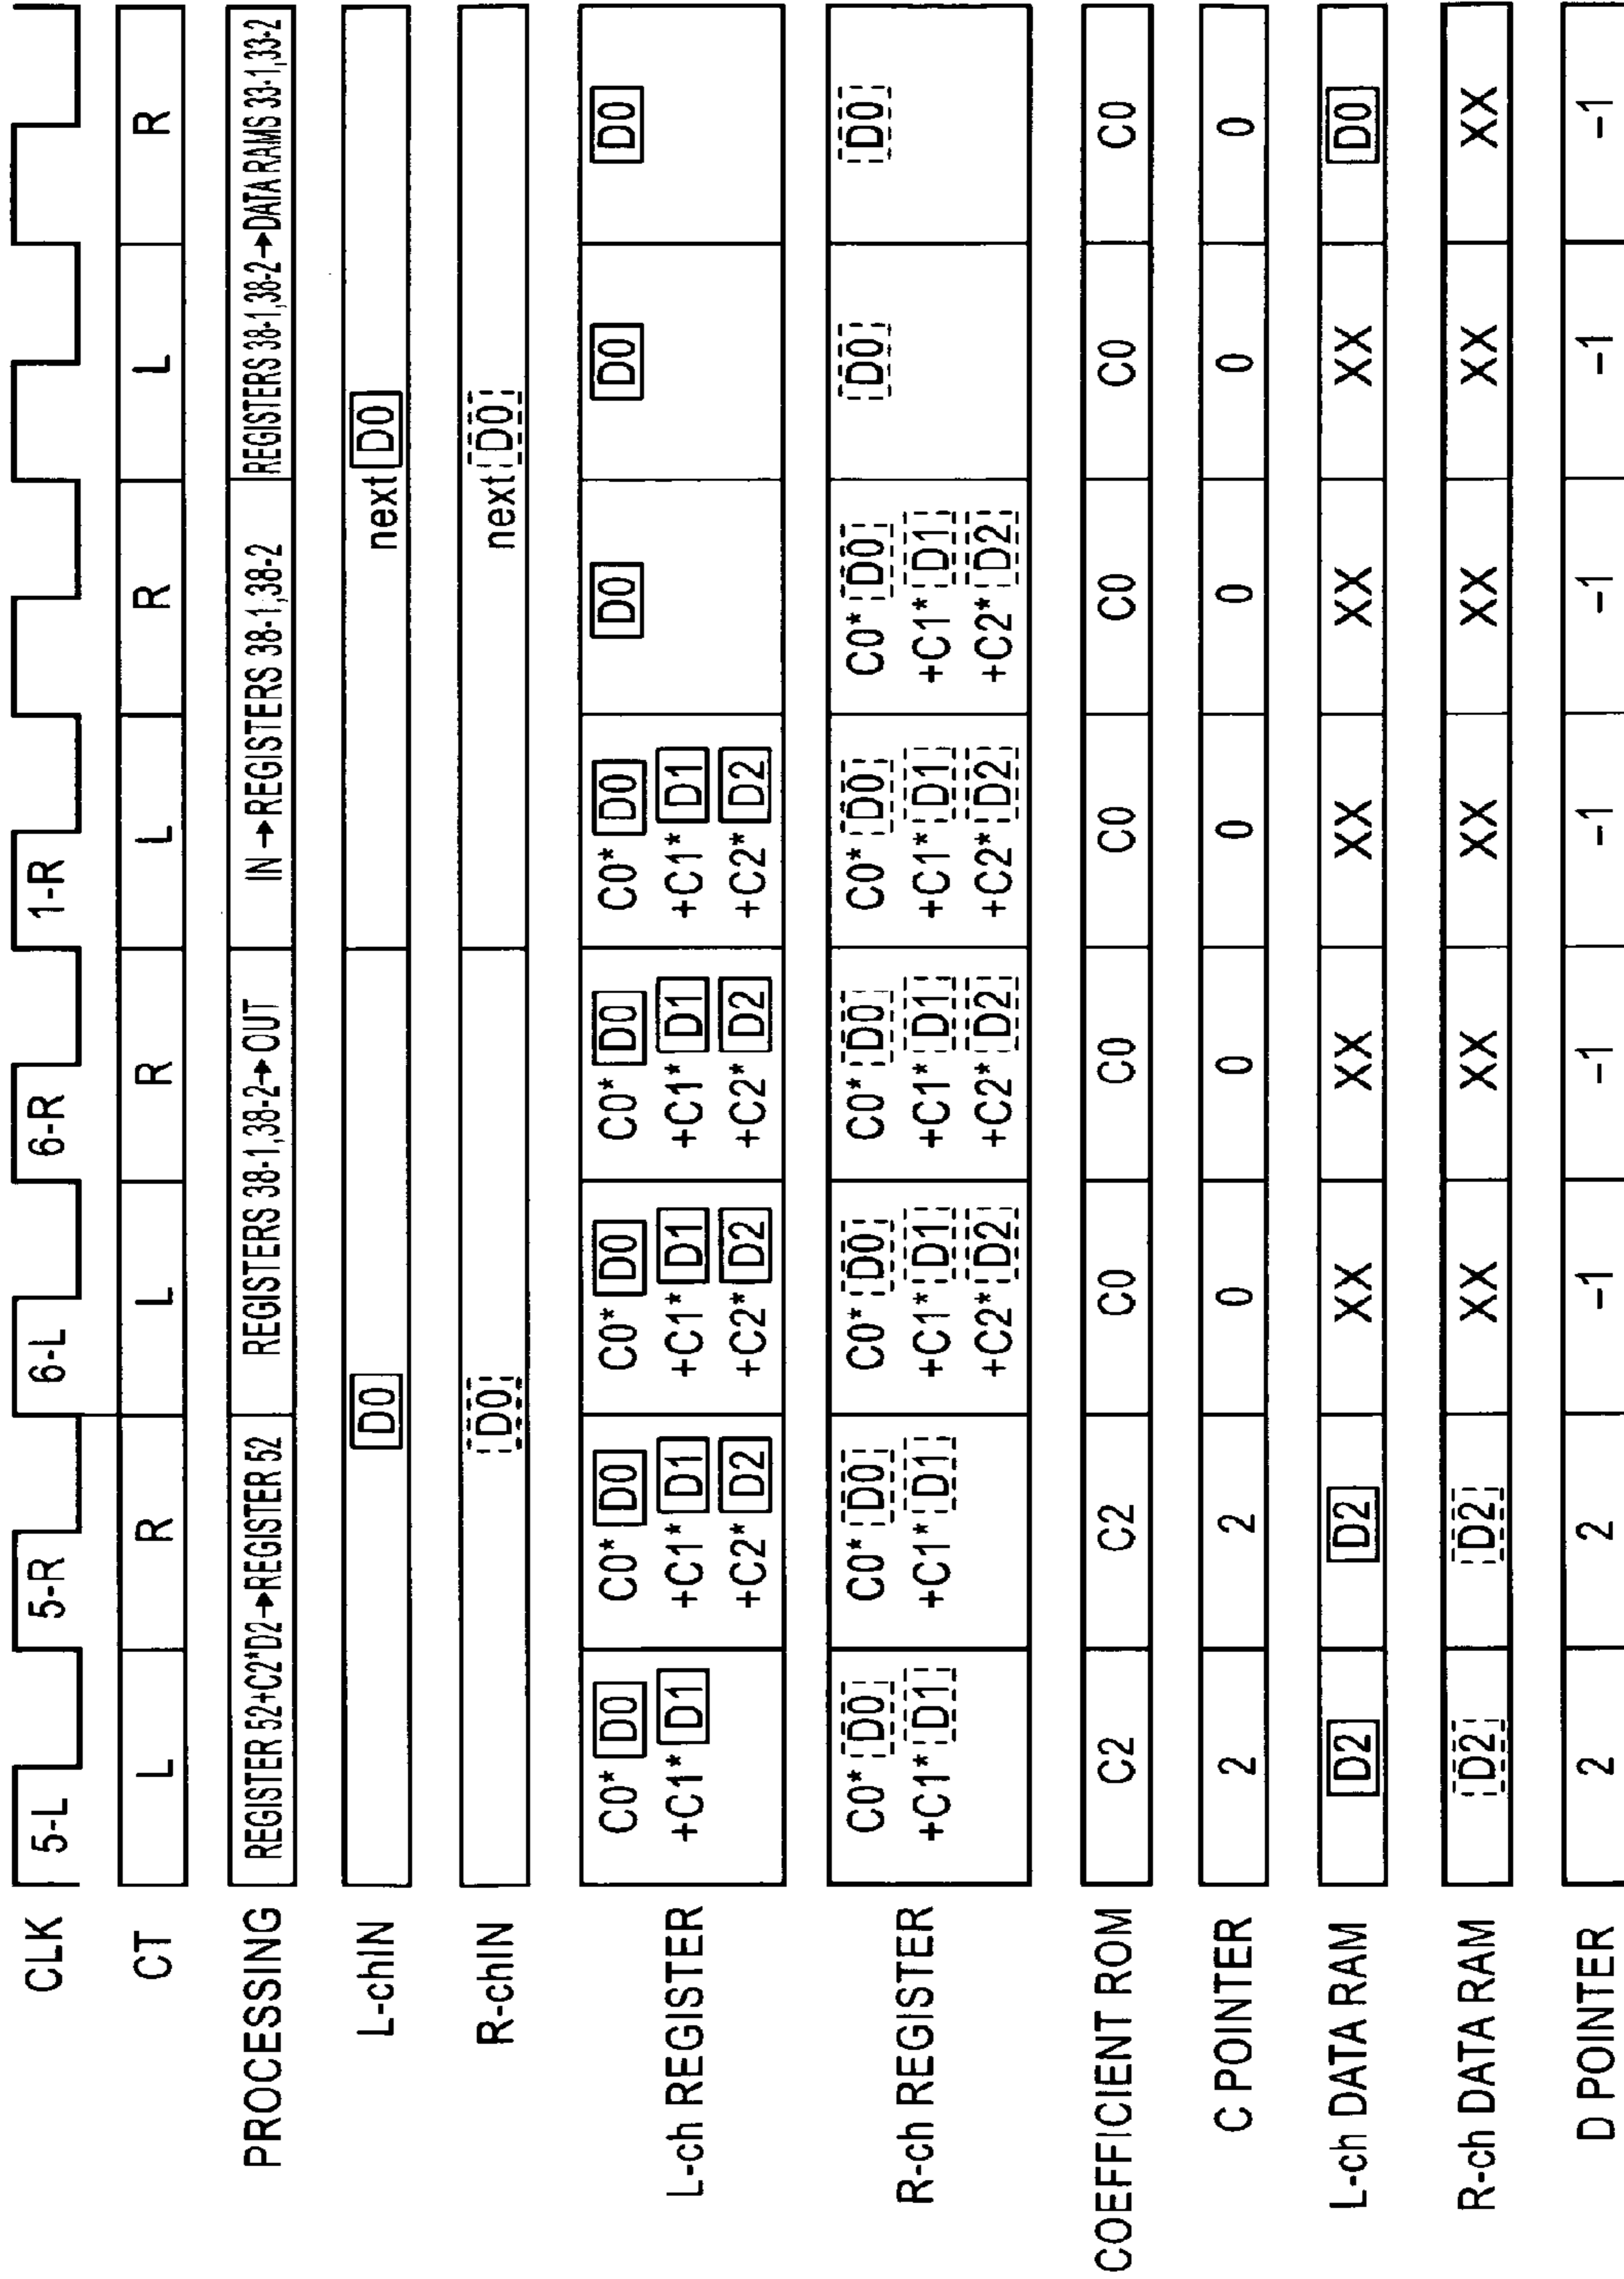 CLK 5-L 5-R 6-L 6-R 1-R
CT L R L R L R L R
PROCESSING REGISTER 52+C2*D2→REGISTER 52 REGISTERS 38-1,38-2→OUT IN→REGISTERS 38-1,38-2 REGISTERS 38-1,38-2→DATA RAMS 33-1,33-2
L-chIN D0 next D0
R-chIN D0 next D0
L-ch REGISTER
C0* D0 C0* D0 C0* D0 C0* D0 C0* D0 D0 D0 D0
+C1* D1 +C1* D1 +C1* D1 +C1* D1 +C1* D1
+C2* D2 +C2* D2 +C2* D2 +C2* D2
R-ch REGISTER
C0* D0 C0* D0 C0* D0 C0* D0 C0* D0 C0* D0 D0 D0
+C1* D1 +C1* D1 +C1* D1 +C1* D1 +C1* D1 +C1* D1
+C2* D2 +C2* D2 +C2* D2 +C2* D2
COEFFICIENT ROM C2 C2 C0 C0 C0 C0 C0 C0
C POINTER 2 2 0 0 0 0 0 0
L-ch DATA RAM D2 D2 XX XX XX XX XX D0
R-ch DATA RAM D2 D2 XX XX XX XX XX XX
D POINTER 2 2 -1 -1 -1 -1 -1 -1